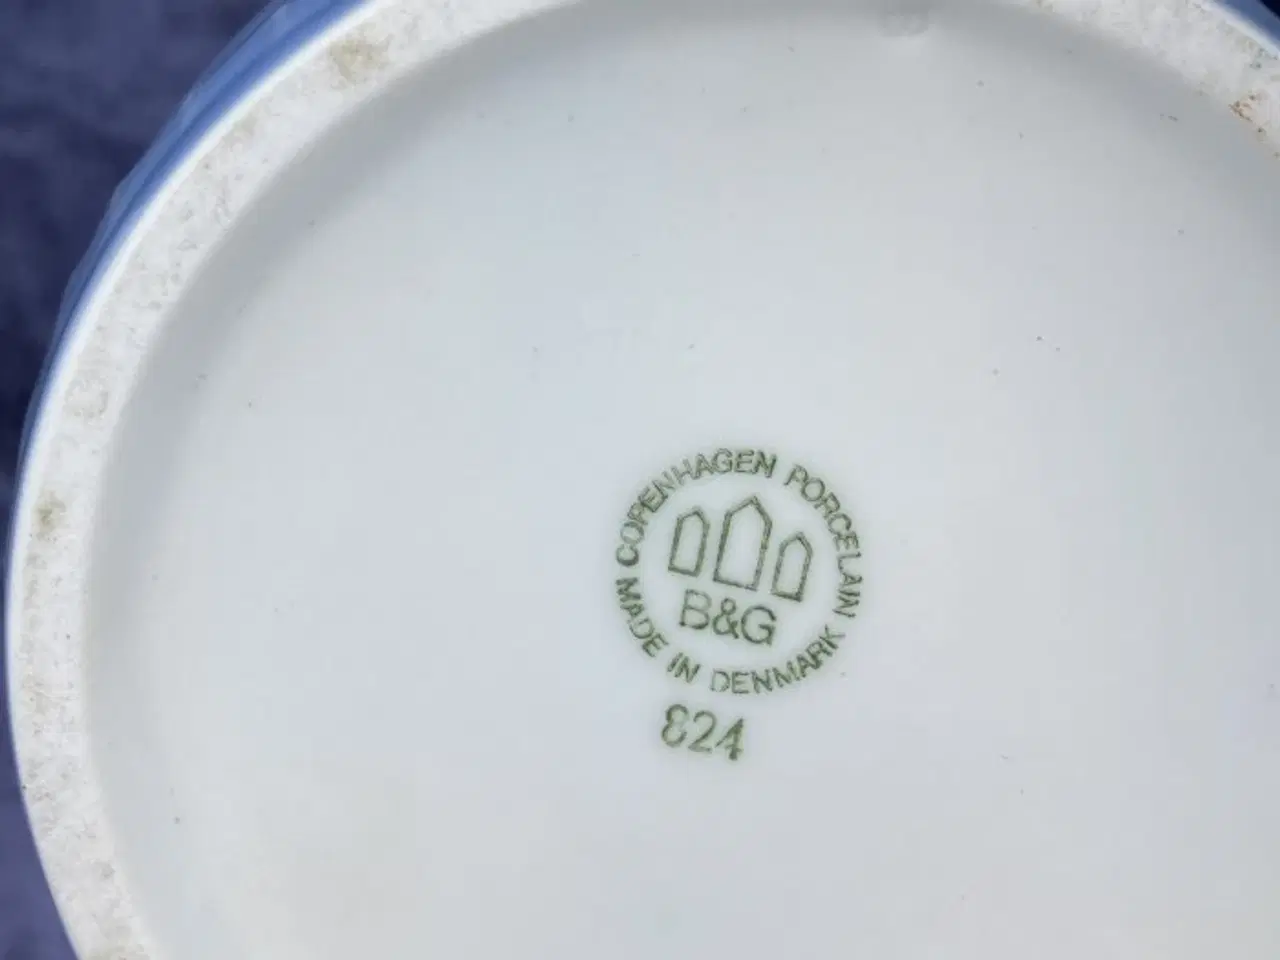 COPENHAGEN PORCELAIN
B&G
MADE IN DENMARK
824